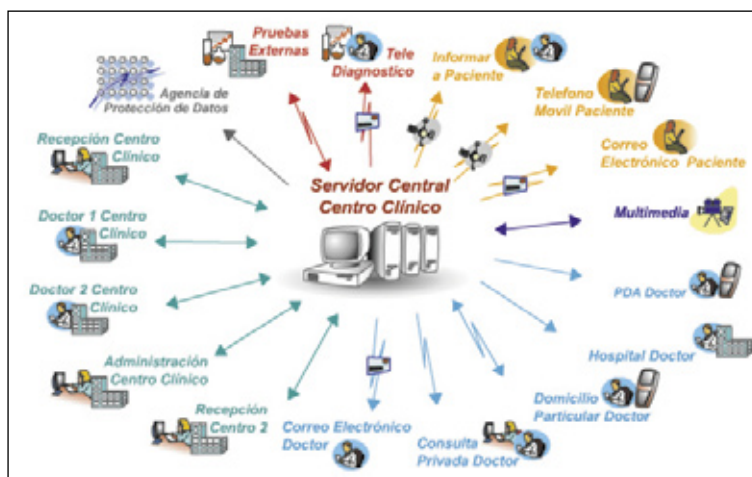 Pruebas
Externas
Tele
Diagnostico
Informar
a Paciente
Telefono
Movil Paciente
Agencia de
Protección de Datos
Correo
Electrónico Paciente
Recepción Centro
Clínico
Servidor Central
Centro Clínico
Multimedia
Doctor 1 Centro
Clínico
Doctor 2 Centro
Clínico
PDA Doctor
Hospital Doctor
Administración
Centro Clínico
Domicilio
Particular Doctor
Recepción
Centro 2
Correo Electrónico
Doctor
Consulta
Privada Doctor